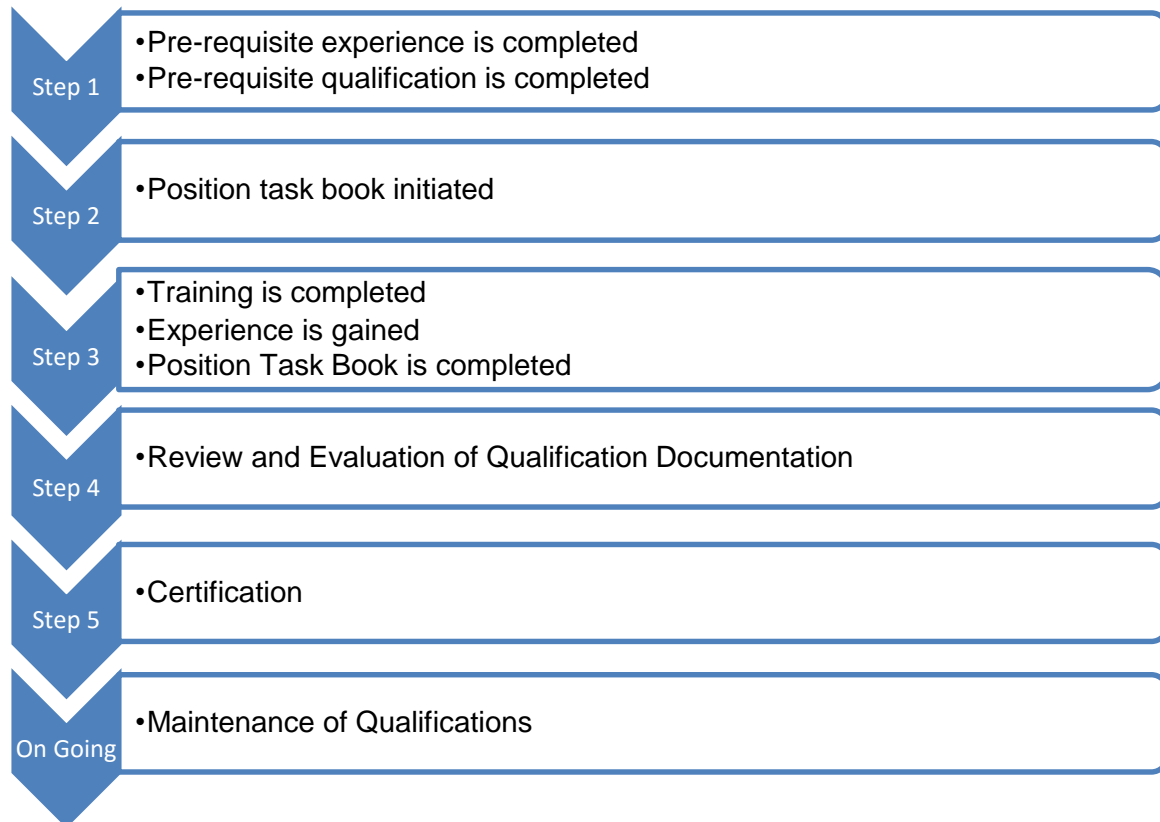 Step 1
•Pre-requisite experience is completed
•Pre-requisite qualification is completed
Step 2
•Position task book initiated
Step 3
•Training is completed
•Experience is gained
•Position Task Book is completed
Step 4
•Review and Evaluation of Qualification Documentation
Step 5
•Certification
On Going
•Maintenance of Qualifications